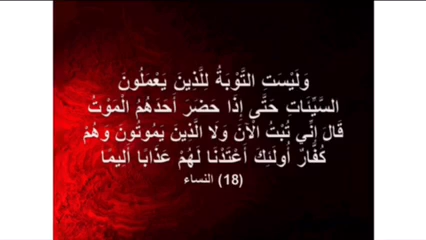 وَلَيْسَتِ التَّوْبَةُ لِلَّذِينَ يَعْمَلُونَ
السَّيِّئَاتِ حَتَّى إِذَا حَضَرَ أَحَدَهُمُ الْمَوْتُ
قَالَ إِنِّي تُبْتُ الْآنَ وَلَا الَّذِينَ يَمُوتُونَ وَهُمْ
كُفَّارٌ أُولَئِكَ أَعْتَدْنَا لَهُمْ عَذَابًا أَلِيمًا
(18) النساء